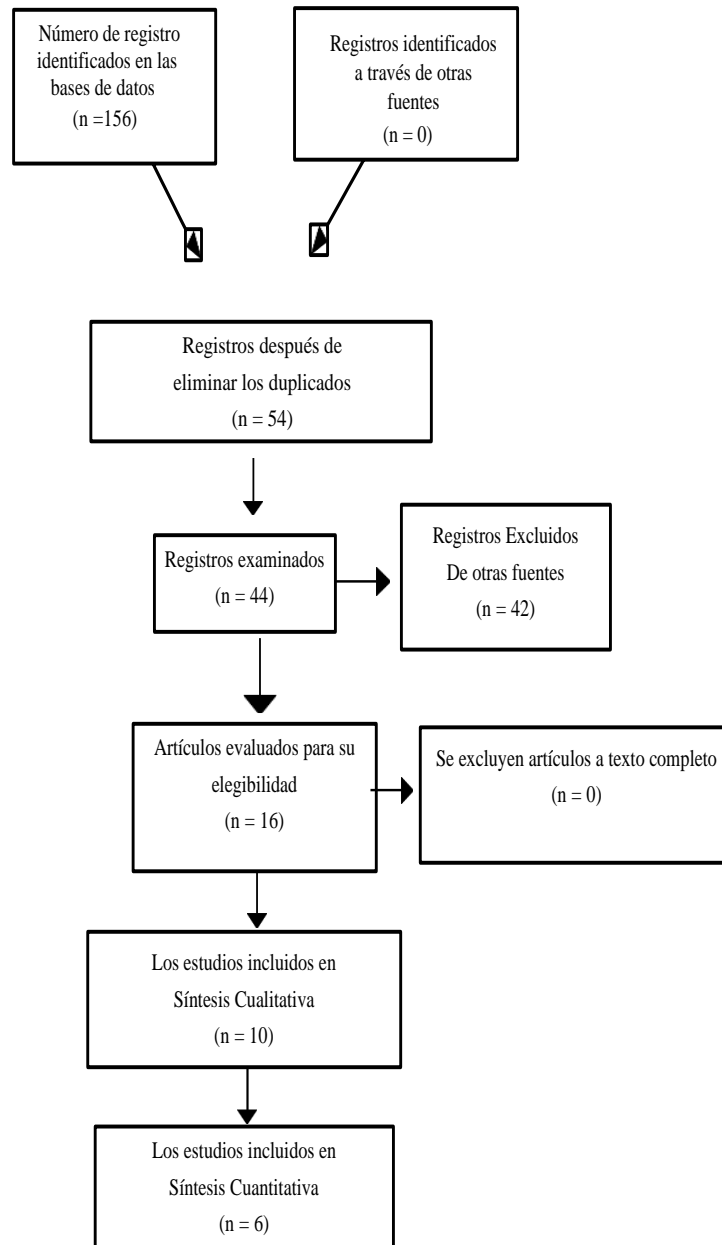 Número de registro
identificados en las
bases de datos
(n =156)
Registros identificados
a través de otras
fuentes
(n = 0)
Registros después de
eliminar los duplicados
(n = 54)
Registros examinados
(n = 44)
Registros Excluidos
De otras fuentes
(n = 42)
Artículos evaluados para su
elegibilidad
(n = 16)
Se excluyen artículos a texto completo
(n = 0)
Los estudios incluidos en
Síntesis Cualitativa
(n = 10)
Los estudios incluidos en
Síntesis Cuantitativa
(n = 6)